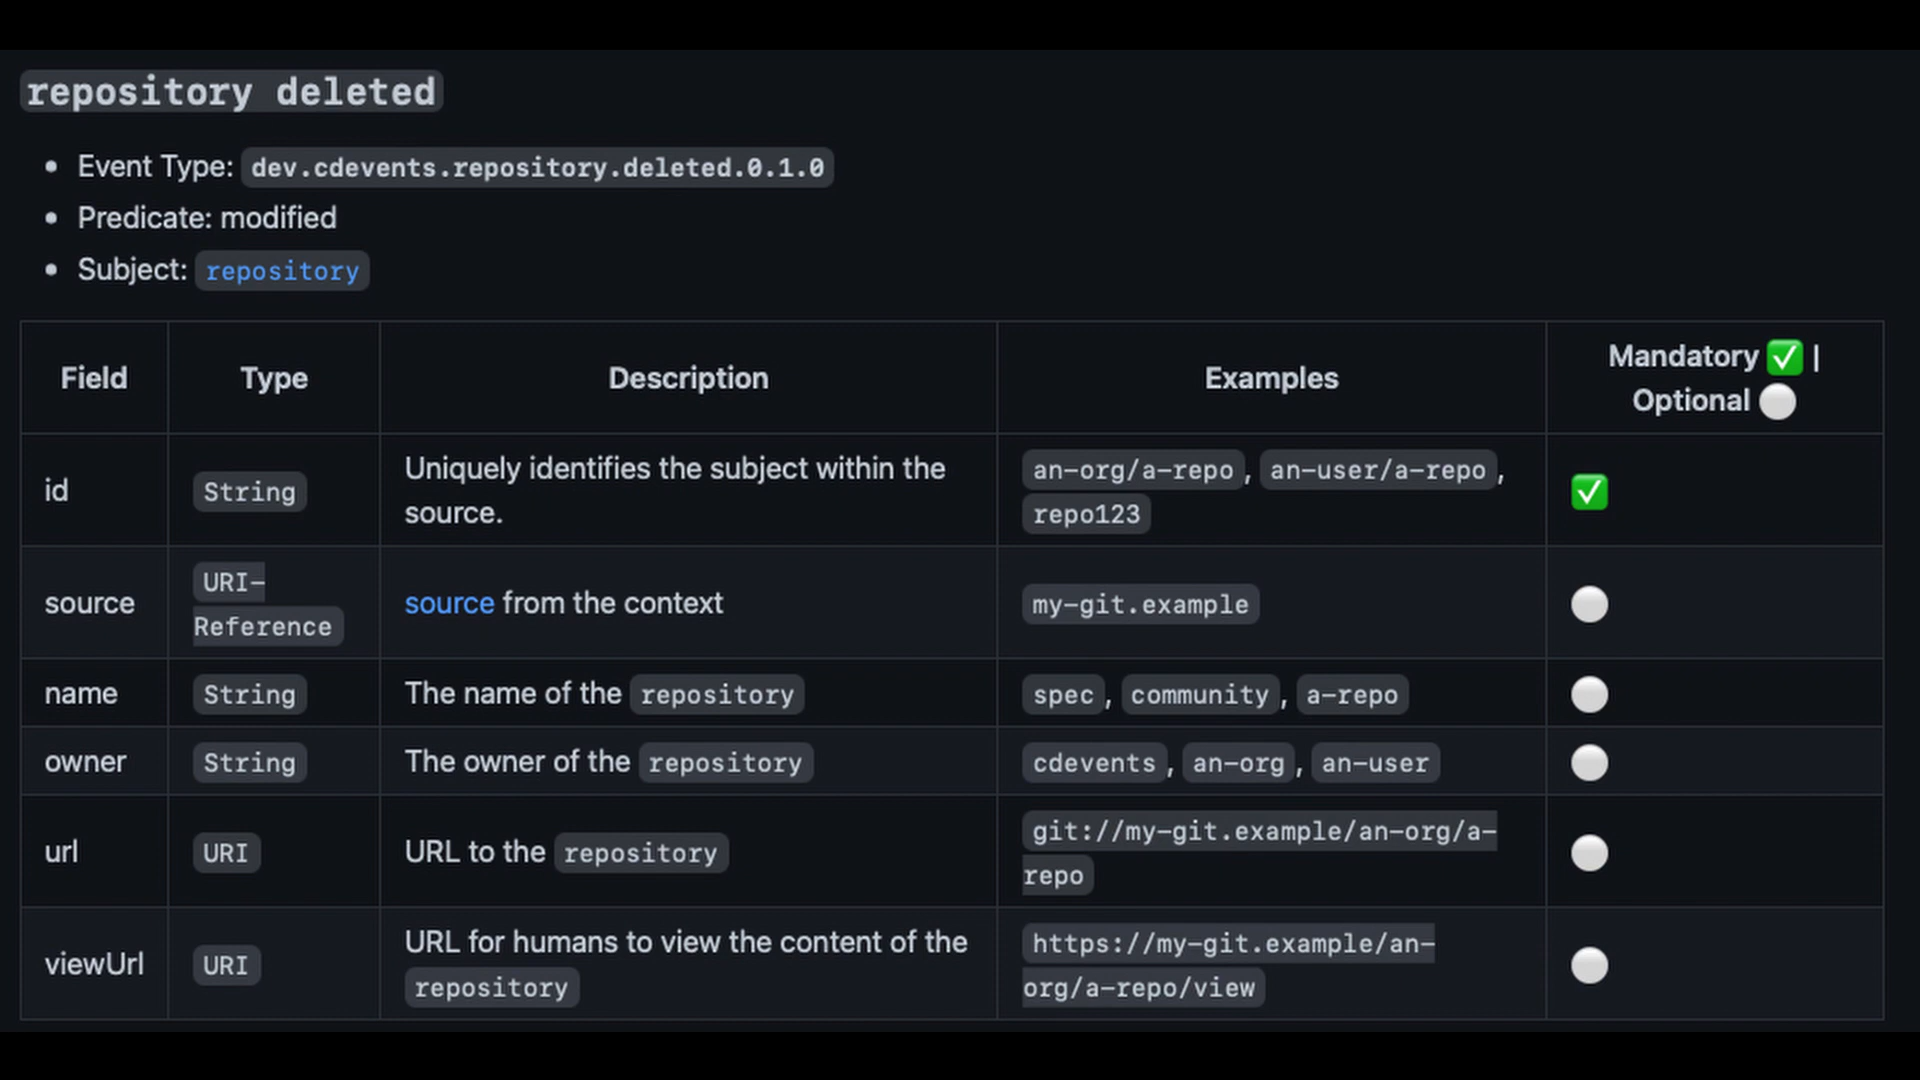 repository deleted
• Event Type: dev.cdevents.repository.deleted.0.1.0
• Predicate: modified
• Subject: repository
Field Type Description Examples Mandatory ✅ |
Optional ⚪
id String Uniquely identifies the subject within the
source. an-org/a-repo, an-user/a-repo,
repo123 ✅
source URI-
Reference source from the context my-git.example ⚪
name String The name of the repository spec, community, a-repo ⚪
owner String The owner of the repository cdevents, an-org, an-user ⚪
url URI URL to the repository git://my-git.example/an-org/a-
repo ⚪
viewUrl URI URL for humans to view the content of the
repository https://my-git.example/an-
org/a-repo/view ⚪